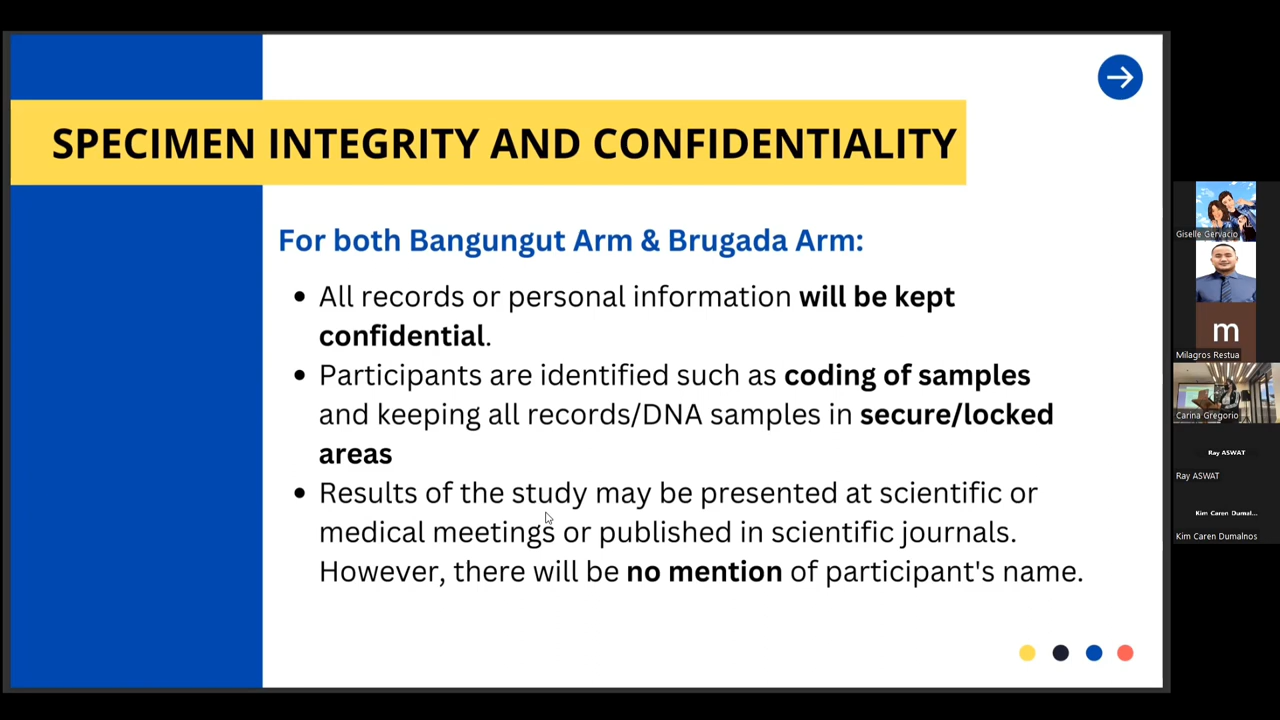 SPECIMEN INTEGRITY AND CONFIDENTIALITY
For both Bangungut Arm & Brugada Arm:
• All records or personal information will be kept
confidential.
• Participants are identified such as coding of samples
and keeping all records/DNA samples in secure/locked
areas
• Results of the study may be presented at scientific or
medical meetings or published in scientific journals.
However, there will be no mention of participant's name.
Giselle Gervacio
m
Milagros Restua
Carina Gregorio
Ray ASWAT
Ray ASWAT
Kim Caren Dumal...
Kim Caren Dumalnos